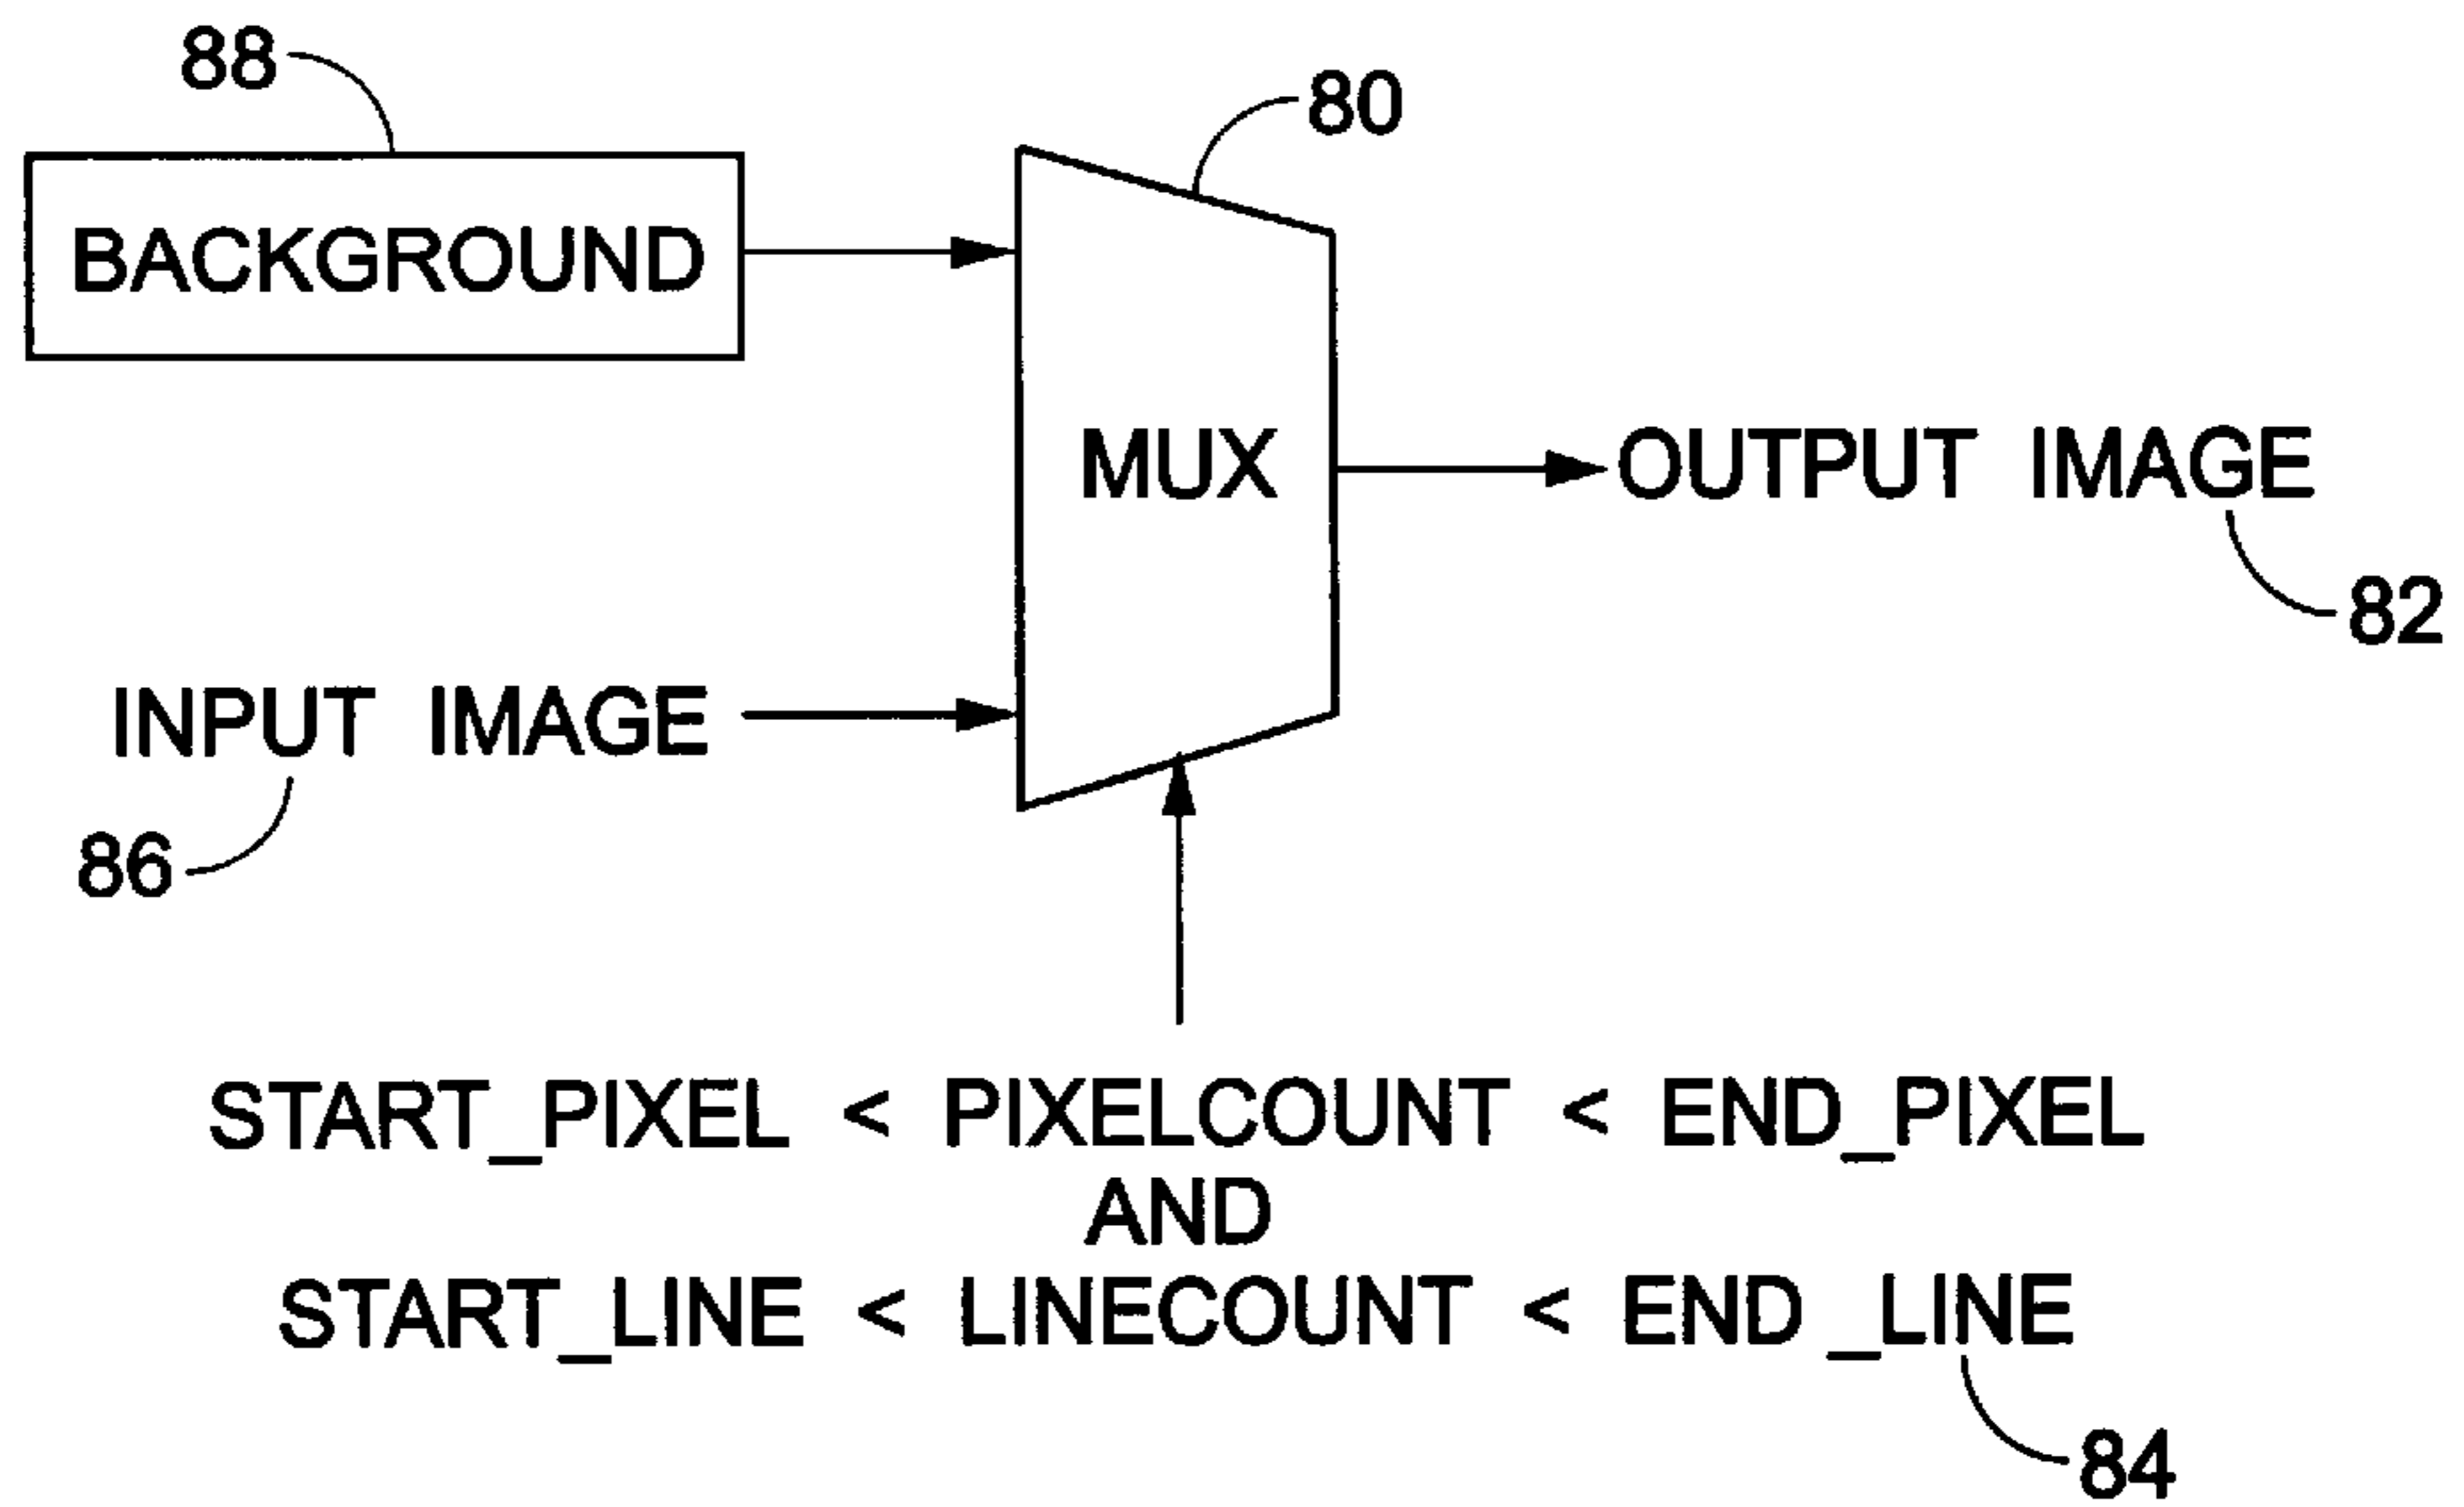 88
80
BACKGROUND
MUX
OUTPUT IMAGE
82
INPUT IMAGE
86
START_PIXEL < PIXELCOUNT < END_PIXEL
AND
START_LINE < LINECOUNT < END_LINE
84